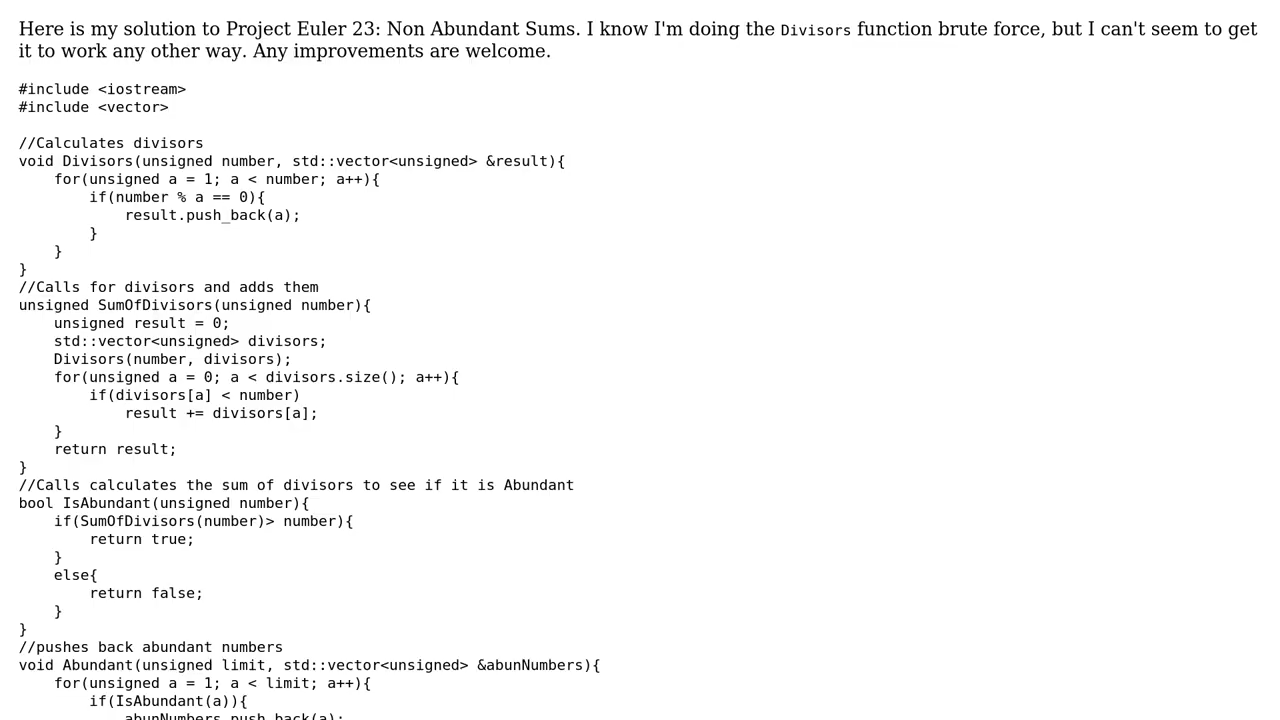 Here is my solution to Project Euler 23: Non Abundant Sums. I know I'm doing the Divisors function brute force, but I can't seem to get
it to work any other way. Any improvements are welcome.
#include <iostream>
#include <vector>
//Calculates divisors
void Divisors(unsigned number, std::vector<unsigned> &result){
    for(unsigned a = 1; a < number; a++){
        if(number % a == 0){
            result.push_back(a);
        }
    }
}
//Calls for divisors and adds them
unsigned SumOfDivisors(unsigned number){
    unsigned result = 0;
    std::vector<unsigned> divisors;
    Divisors(number, divisors);
    for(unsigned a = 0; a < divisors.size(); a++){
        if(divisors[a] < number)
            result += divisors[a];
    }
    return result;
}
//Calls calculates the sum of divisors to see if it is Abundant
bool IsAbundant(unsigned number){
    if(SumOfDivisors(number)> number){
        return true;
    }
    else{
        return false;
    }
}
//pushes back abundant numbers
void Abundant(unsigned limit, std::vector<unsigned> &abunNumbers){
    for(unsigned a = 1; a < limit; a++){
        if(IsAbundant(a)){
            abunNumbers.push_back(a);